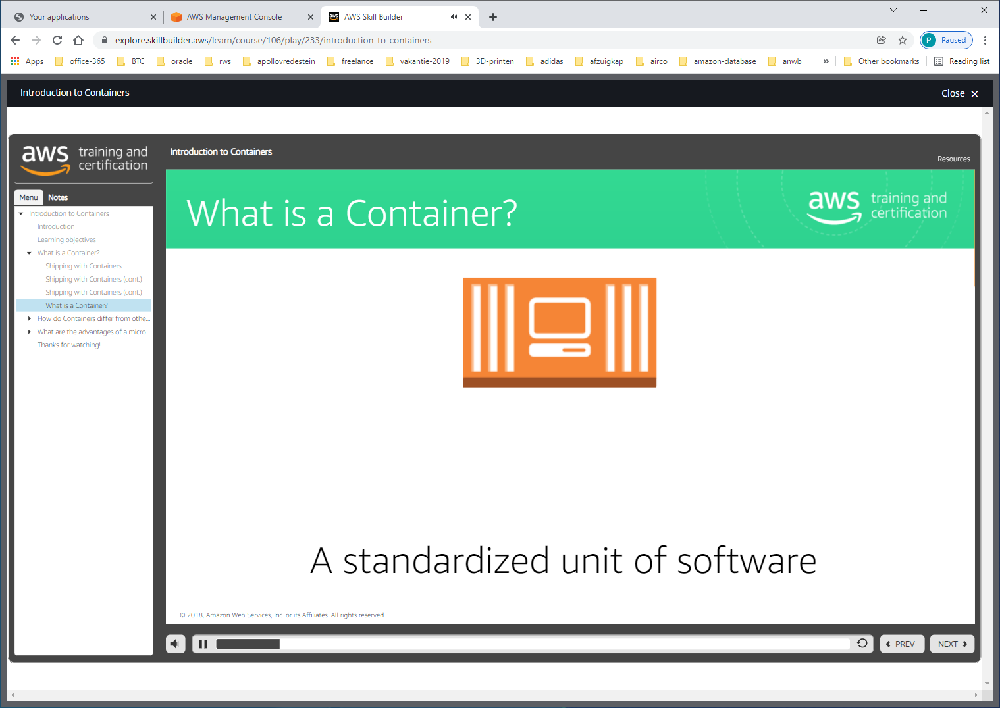 Your applications
AWS Management Console
aws AWS Skill Builder
explore.skillbuilder.aws/learn/course/106/play/233/introduction-to-containers
P Paused
Apps office-365 BTC oracle rws apollovredestein freelance vakantie-2019 3D-printen adidas afzuigkap airco amazon-database anwb » Other bookmarks Reading list
Introduction to Containers
Close
aws training and certification
Introduction to Containers
Resources
Menu Notes
Introduction to Containers
Introduction
Learning objectives
What is a Container?
Shipping with Containers
Shipping with Containers (cont.)
Shipping with Containers (cont.)
What is a Container?
How do Containers differ from othe...
What are the advantages of a micro...
Thanks for watching!
What is a Container?
aws training and certification
A standardized unit of software
© 2018, Amazon Web Services, Inc. or its Affiliates. All rights reserved.
PREV
NEXT